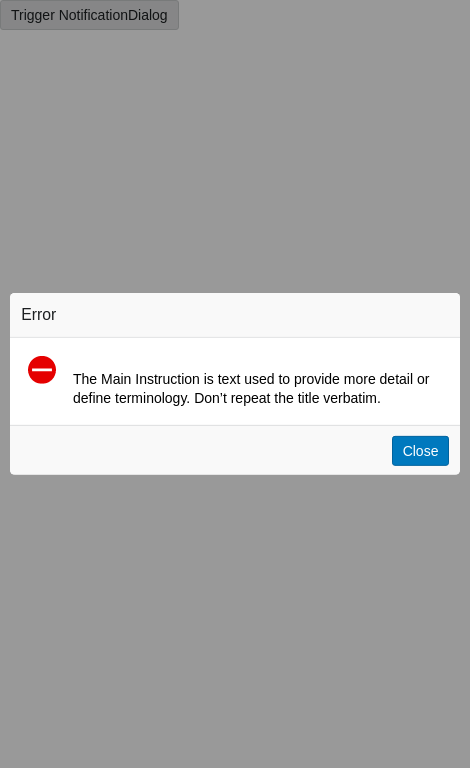 Trigger NotificationDialog
Error
The Main Instruction is text used to provide more detail or
define terminology. Don’t repeat the title verbatim.
Close